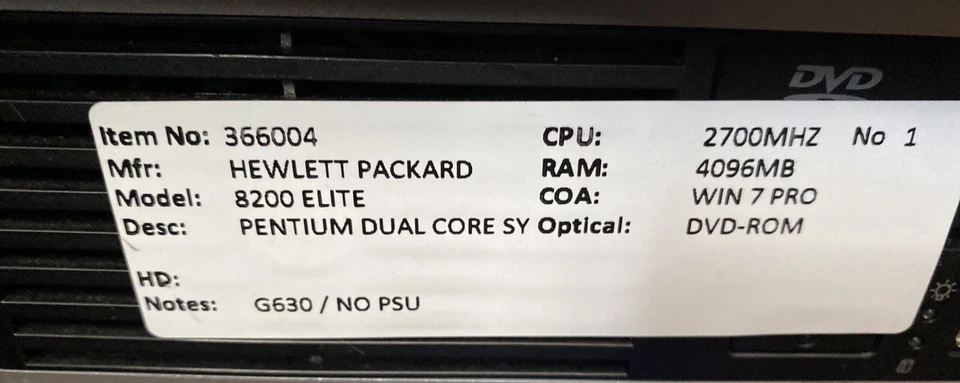 DVD
Item No: 366004 CPU: 2700MHZ No 1
Mfr: HEWLETT PACKARD RAM: 4096MB
Model: 8200 ELITE COA: WIN 7 PRO
Desc: PENTIUM DUAL CORE SY Optical: DVD-ROM
HD:
Notes: G630 / NO PSU